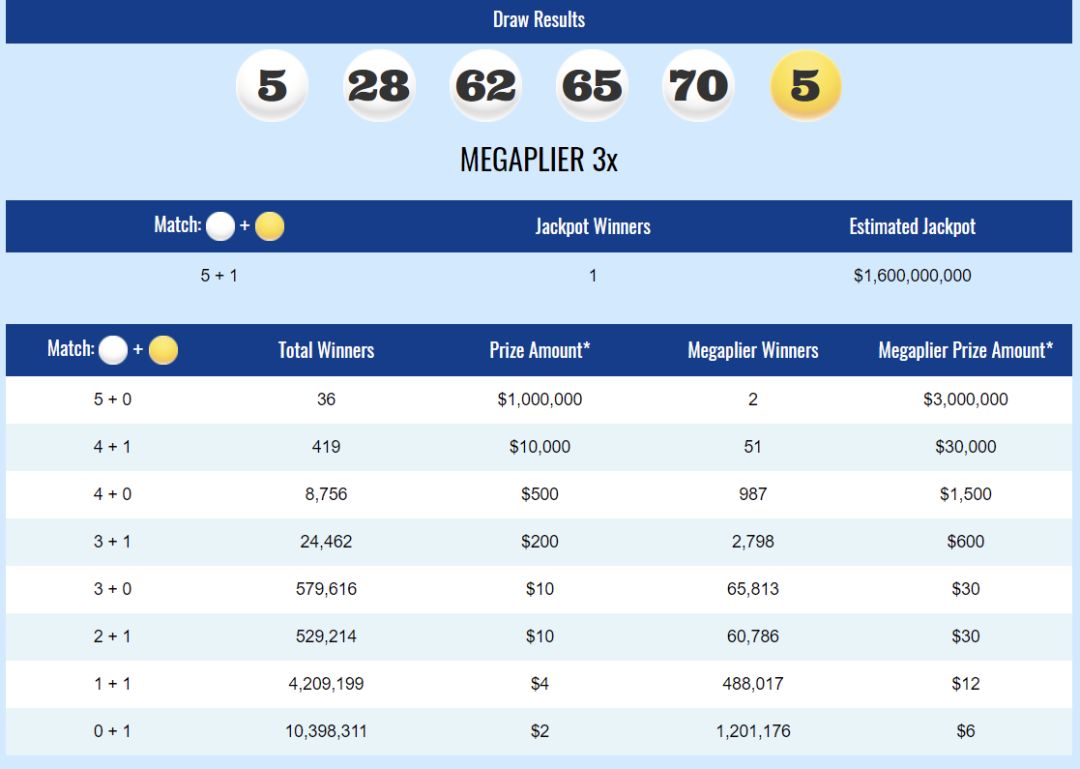 Draw Results
5 28 62 65 70 5
MEGAPLIER 3x
Match: + Jackpot Winners Estimated Jackpot
5 + 1 1 $1,600,000,000
Match: + Total Winners Prize Amount* Megaplier Winners Megaplier Prize Amount*
5 + 0 36 $1,000,000 2 $3,000,000
4 + 1 419 $10,000 51 $30,000
4 + 0 8,756 $500 987 $1,500
3 + 1 24,462 $200 2,798 $600
3 + 0 579,616 $10 65,813 $30
2 + 1 529,214 $10 60,786 $30
1 + 1 4,209,199 $4 488,017 $12
0 + 1 10,398,311 $2 1,201,176 $6